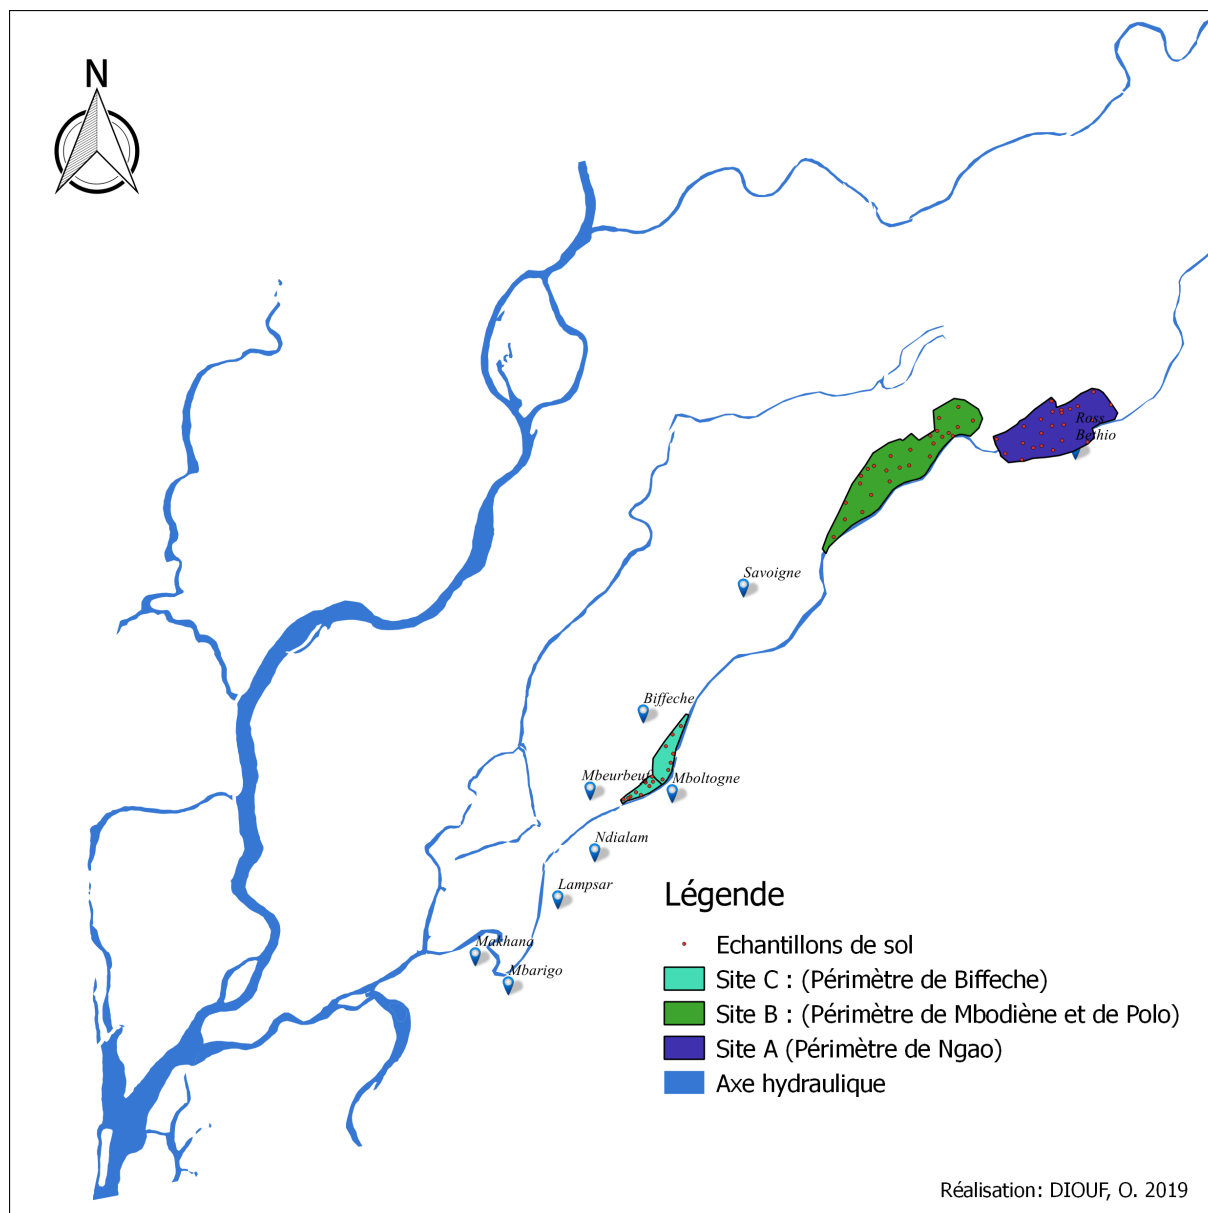 N
Ross
Bethio
Savoigne
Biffeche
Mbeurbeuf
Mboltogne
Ndialam
Lampsar
Makhana
Mbarigo
Légende
Echantillons de sol
Site C : (Périmètre de Biffeche)
Site B : (Périmètre de Mbodiène et de Polo)
Site A (Périmètre de Ngao)
Axe hydraulique
Réalisation: DIOUF, O. 2019